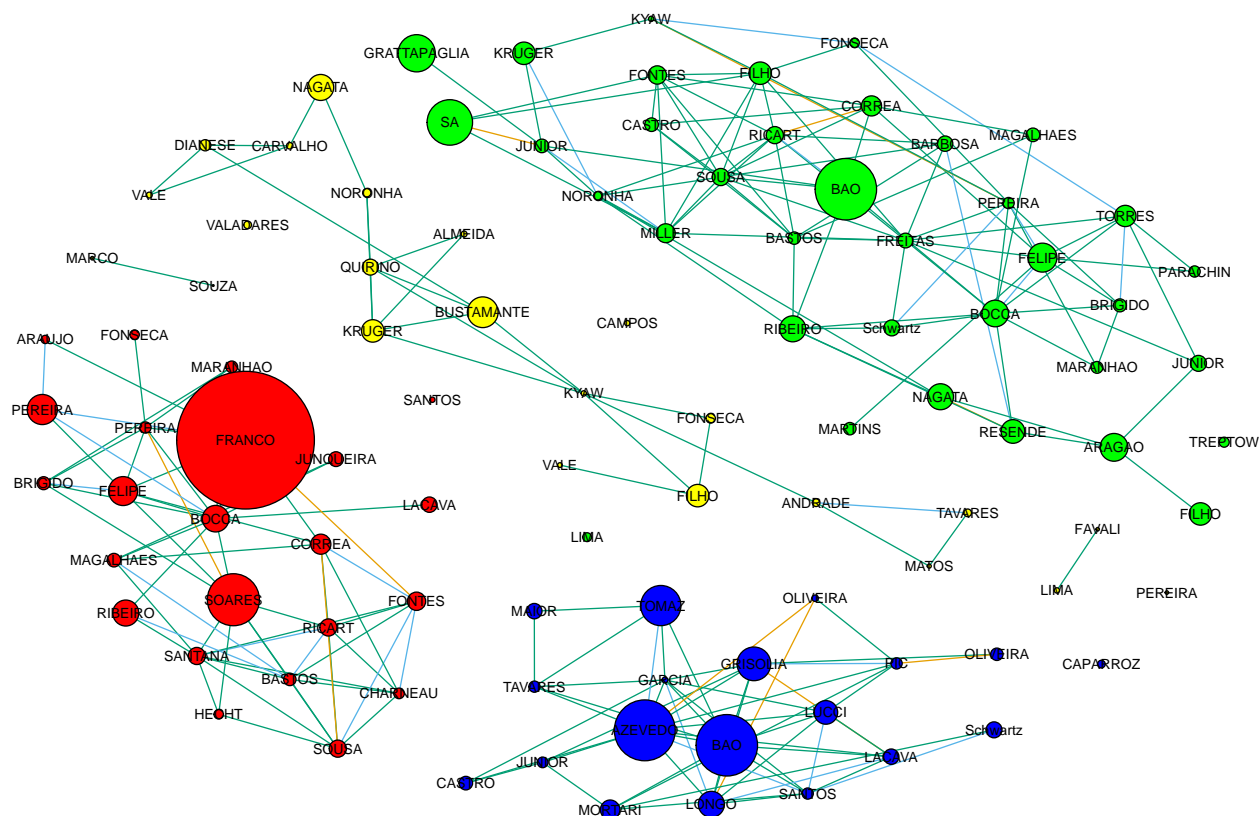 KYAW
FONSECA
GRATTAPAGLIA
KRUGER
FONTES
FILHO
NAGATA
CORREA
SA
CASTRO
RICART
MAGALHAES
BARBOSA
DIANESE
CARVALHO
JUNIOR
SOUSA
BAO
VALE
NORONHA
NORONHA
PEREIRA
TORRES
VALADARES
ALMEIDA
MILLER
BASTOS
FREITAS
MARCO
QUIRINO
FELIPE
PARACHIN
SOUZA
BUSTAMANTE
BOCCA
BRIGIDO
CAMPOS
KRUGER
RIBEIRO
Schwartz
ARAUJO
FONSECA
MARANHAO
MARANHAO
JUNIOR
KYAW
SANTOS
NAGATA
PEREIRA
PEREIRA
FRANCO
FONSECA
MARTINS
RESENDE
ARAGAO
TREPTOW
JUNQUEIRA
VALE
BRIGIDO
FELIPE
FILHO
LACAVA
ANDRADE
TAVARES
FILHO
BOCCA
FAVALI
LIMA
CORREA
MAGALHAES
MATOS
LIMA
PEREIRA
SOARES
FONTES
OLIVEIRA
RIBEIRO
MAIOR
TOMAZ
RICART
SANTANA
OLIVEIRA
GRISOLIA
PIC
CAPARROZ
BASTOS
GARCIA
TAVARES
CHARNEAU
HECHT
LUCCI
AZEVEDO
Schwartz
SOUSA
BAO
LACAVA
JUNIOR
CASTRO
SANTOS
MORTARI
LONGO